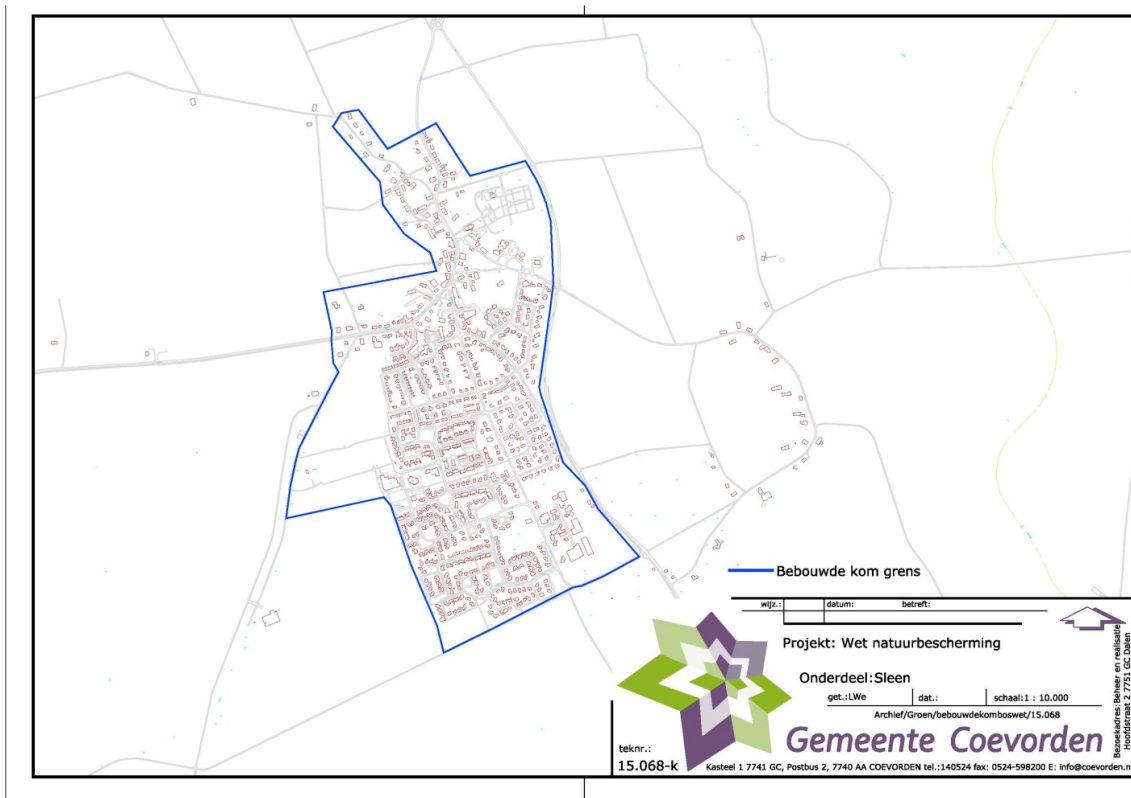 Bebouwde kom grens
wijz.: datum: betreft:
Projekt: Wet natuurbescherming
Onderdeel:Sleen
get.:LWe dat.: schaal:1 : 10.000
Archief/Groen/bebouwdekomboswet/15.068
Gemeente Coevorden
teknr.:
15.068-k
Kasteel 1 7741 GC, Postbus 2, 7740 AA COEVORDEN tel.:140524 fax: 0524-598200 E: info@coevorden.n
Bezoekadres:Beheer en realisatie
Hoofdstraat 2 7751 GC Dalen